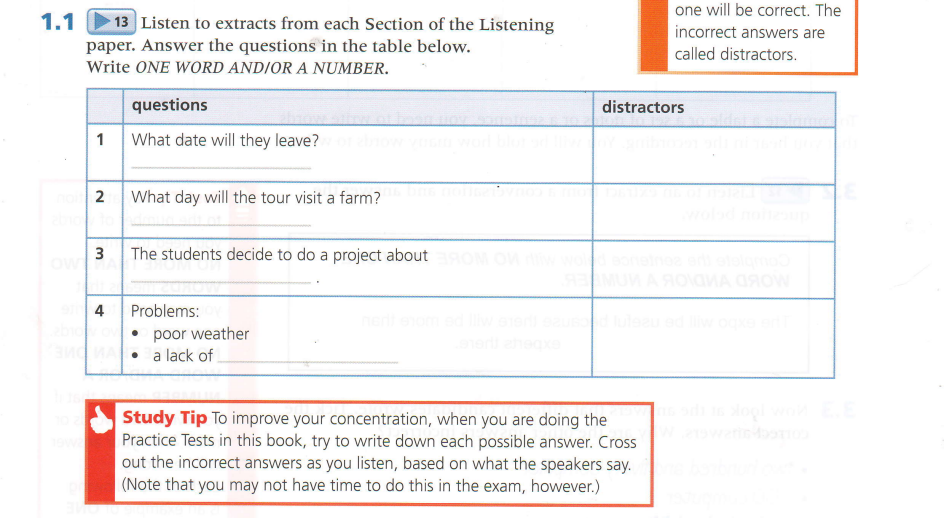 1.1 13 Listen to extracts from each Section of the Listening
paper. Answer the questions in the table below.
Write ONE WORD AND/OR A NUMBER.
one will be correct. The
incorrect answers are
called distractors.
questions distractors
1 What date will they leave?
2 What day will the tour visit a farm?
3 The students decide to do a project about
.
4 Problems:
• poor weather
• a lack of
Study Tip To improve your concentration, when you are doing the
Practice Tests in this book, try to write down each possible answer. Cross
out the incorrect answers as you listen, based on what the speakers say.
(Note that you may not have time to do this in the exam, however.)